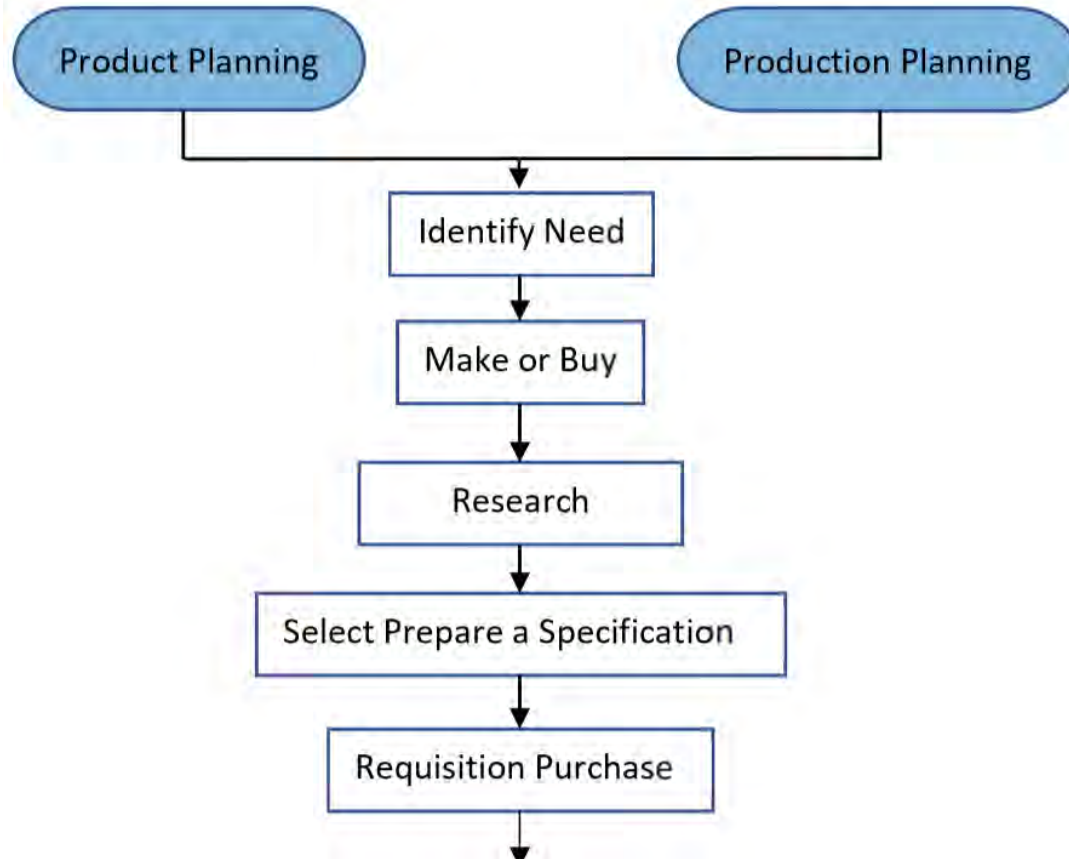 Product Planning
Production Planning
Identify Need
Make or Buy
Research
Select Prepare a Specification
Requisition Purchase